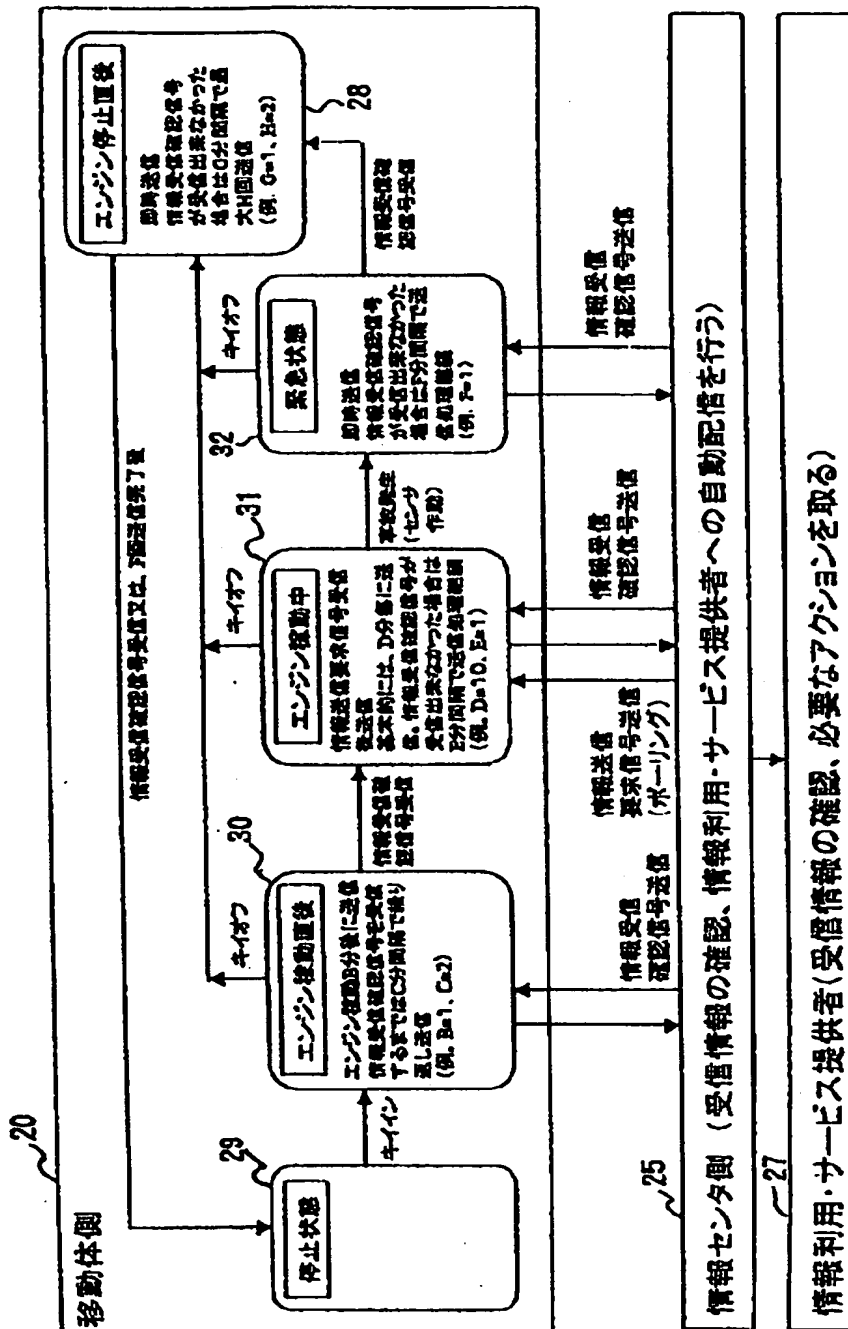 20
移動体側
29
停止状態
キイイン
情報受信確認信号受信又は、F回送信完了後
30
エンジン稼動直後
エンジン稼動B分後に送信
情報受信確認信号を受信
するまではC分間隔で繰り
返し送信
(例. B=1、C=2)
キイオフ
情報受信確
認信号受信
31
エンジン稼動中
情報送信要求信号受信
後送信
基本的には、D分毎に送
信。情報受信確認信号が
受信出来なかった場合は
E分間隔で送信処理継続
(例. D=10、E=1)
キイオフ
事故発生
(センサ
作動)
32
緊急状態
即時送信
情報受信確認信号
が受信出来なかった
場合はF分間隔で送
信処理継続
(例. F=1)
キイオフ
情報受信確
認信号受信
エンジン停止直後
即時送信
情報受信確認信号
が受信出来なかった
場合はG分間隔で最
大H回送信
(例. G=1、H=2)
28
情報受信
確認信号送信
情報送信
要求信号送信
(ポーリング)
情報受信
確認信号送信
情報受信
確認信号送信
25
情報センタ側 (受信情報の確認、情報利用・サービス提供者への自動配信を行う)
27
情報利用・サービス提供者(受信情報の確認、必要なアクションを取る)